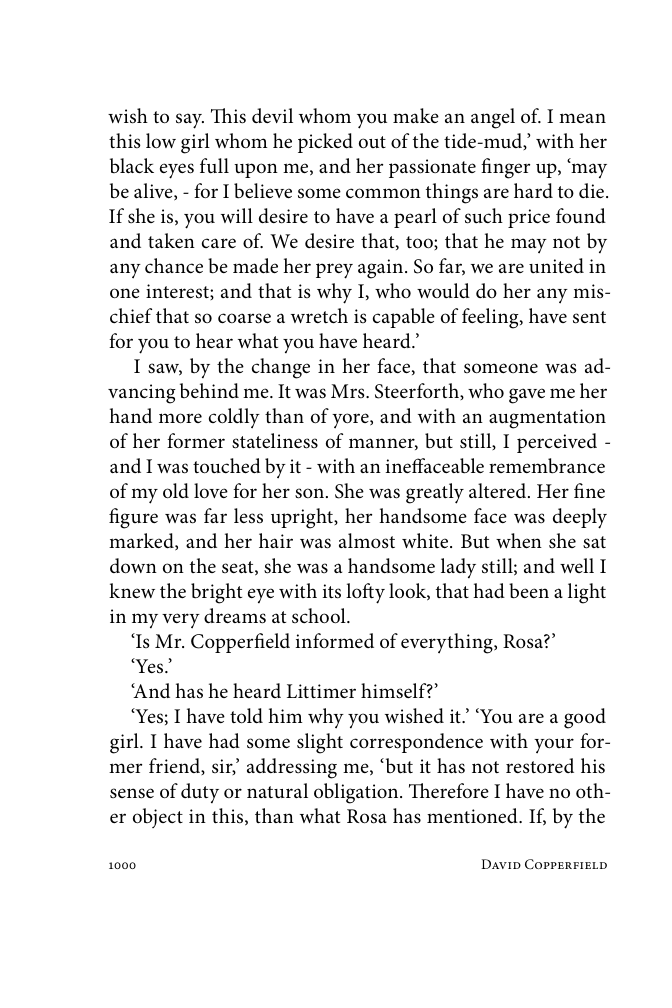 wish to say. This devil whom you make an angel of. I mean
this low girl whom he picked out of the tide-mud,’ with her
black eyes full upon me, and her passionate finger up, ‘may
be alive, - for I believe some common things are hard to die.
If she is, you will desire to have a pearl of such price found
and taken care of. We desire that, too; that he may not by
any chance be made her prey again. So far, we are united in
one interest; and that is why I, who would do her any mis-
chief that so coarse a wretch is capable of feeling, have sent
for you to hear what you have heard.’
I saw, by the change in her face, that someone was ad-
vancing behind me. It was Mrs. Steerforth, who gave me her
hand more coldly than of yore, and with an augmentation
of her former stateliness of manner, but still, I perceived -
and I was touched by it - with an ineffaceable remembrance
of my old love for her son. She was greatly altered. Her fine
figure was far less upright, her handsome face was deeply
marked, and her hair was almost white. But when she sat
down on the seat, she was a handsome lady still; and well I
knew the bright eye with its lofty look, that had been a light
in my very dreams at school.
‘Is Mr. Copperfield informed of everything, Rosa?’
‘Yes.’
‘And has he heard Littimer himself?’
‘Yes; I have told him why you wished it.’ ‘You are a good
girl. I have had some slight correspondence with your for-
mer friend, sir,’ addressing me, ‘but it has not restored his
sense of duty or natural obligation. Therefore I have no oth-
er object in this, than what Rosa has mentioned. If, by the
1000 David Copperfield